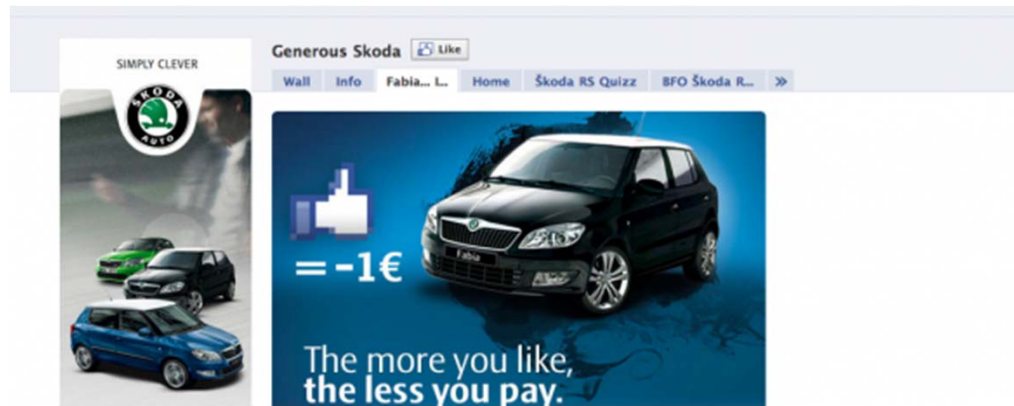 Generous Skoda Like
Wall Info Fabia... I... Home Škoda RS Quizz BFO Škoda R... »
SIMPLY CLEVER
ŠKODA
AUTO
= -1€
Fabia
The more you like,
the less you pay.